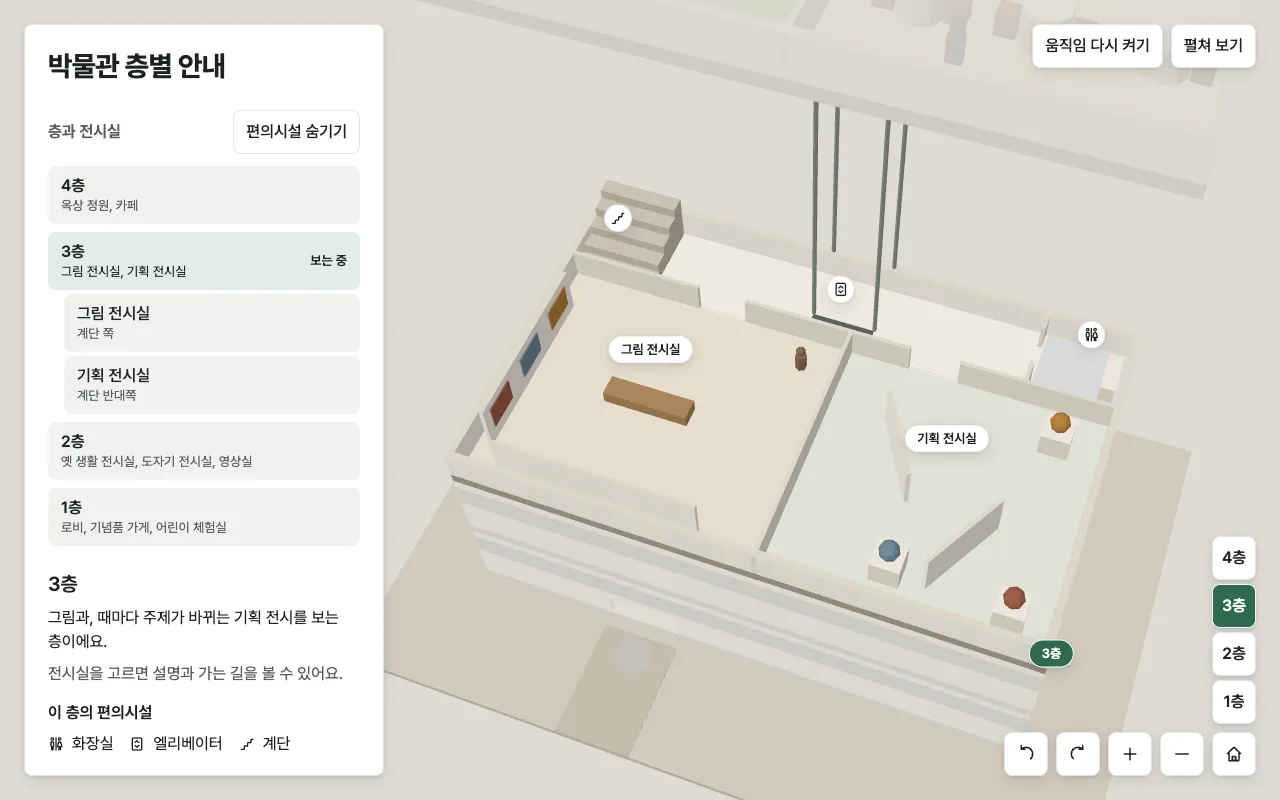 박물관 층별 안내
층과 전시실
편의시설 숨기기
4층
옥상 정원, 카페
3층
그림 전시실, 기획 전시실
보는 중
그림 전시실
계단 쪽
기획 전시실
계단 반대쪽
2층
옛 생활 전시실, 도자기 전시실, 영상실
1층
로비, 기념품 가게, 어린이 체험실
3층
그림과, 때마다 주제가 바뀌는 기획 전시를 보는
층이에요.
전시실을 고르면 설명과 가는 길을 볼 수 있어요.
이 층의 편의시설
화장실
엘리베이터
계단
움직임 다시 켜기
펼쳐 보기
그림 전시실
기획 전시실
3층
4층
3층
2층
1층